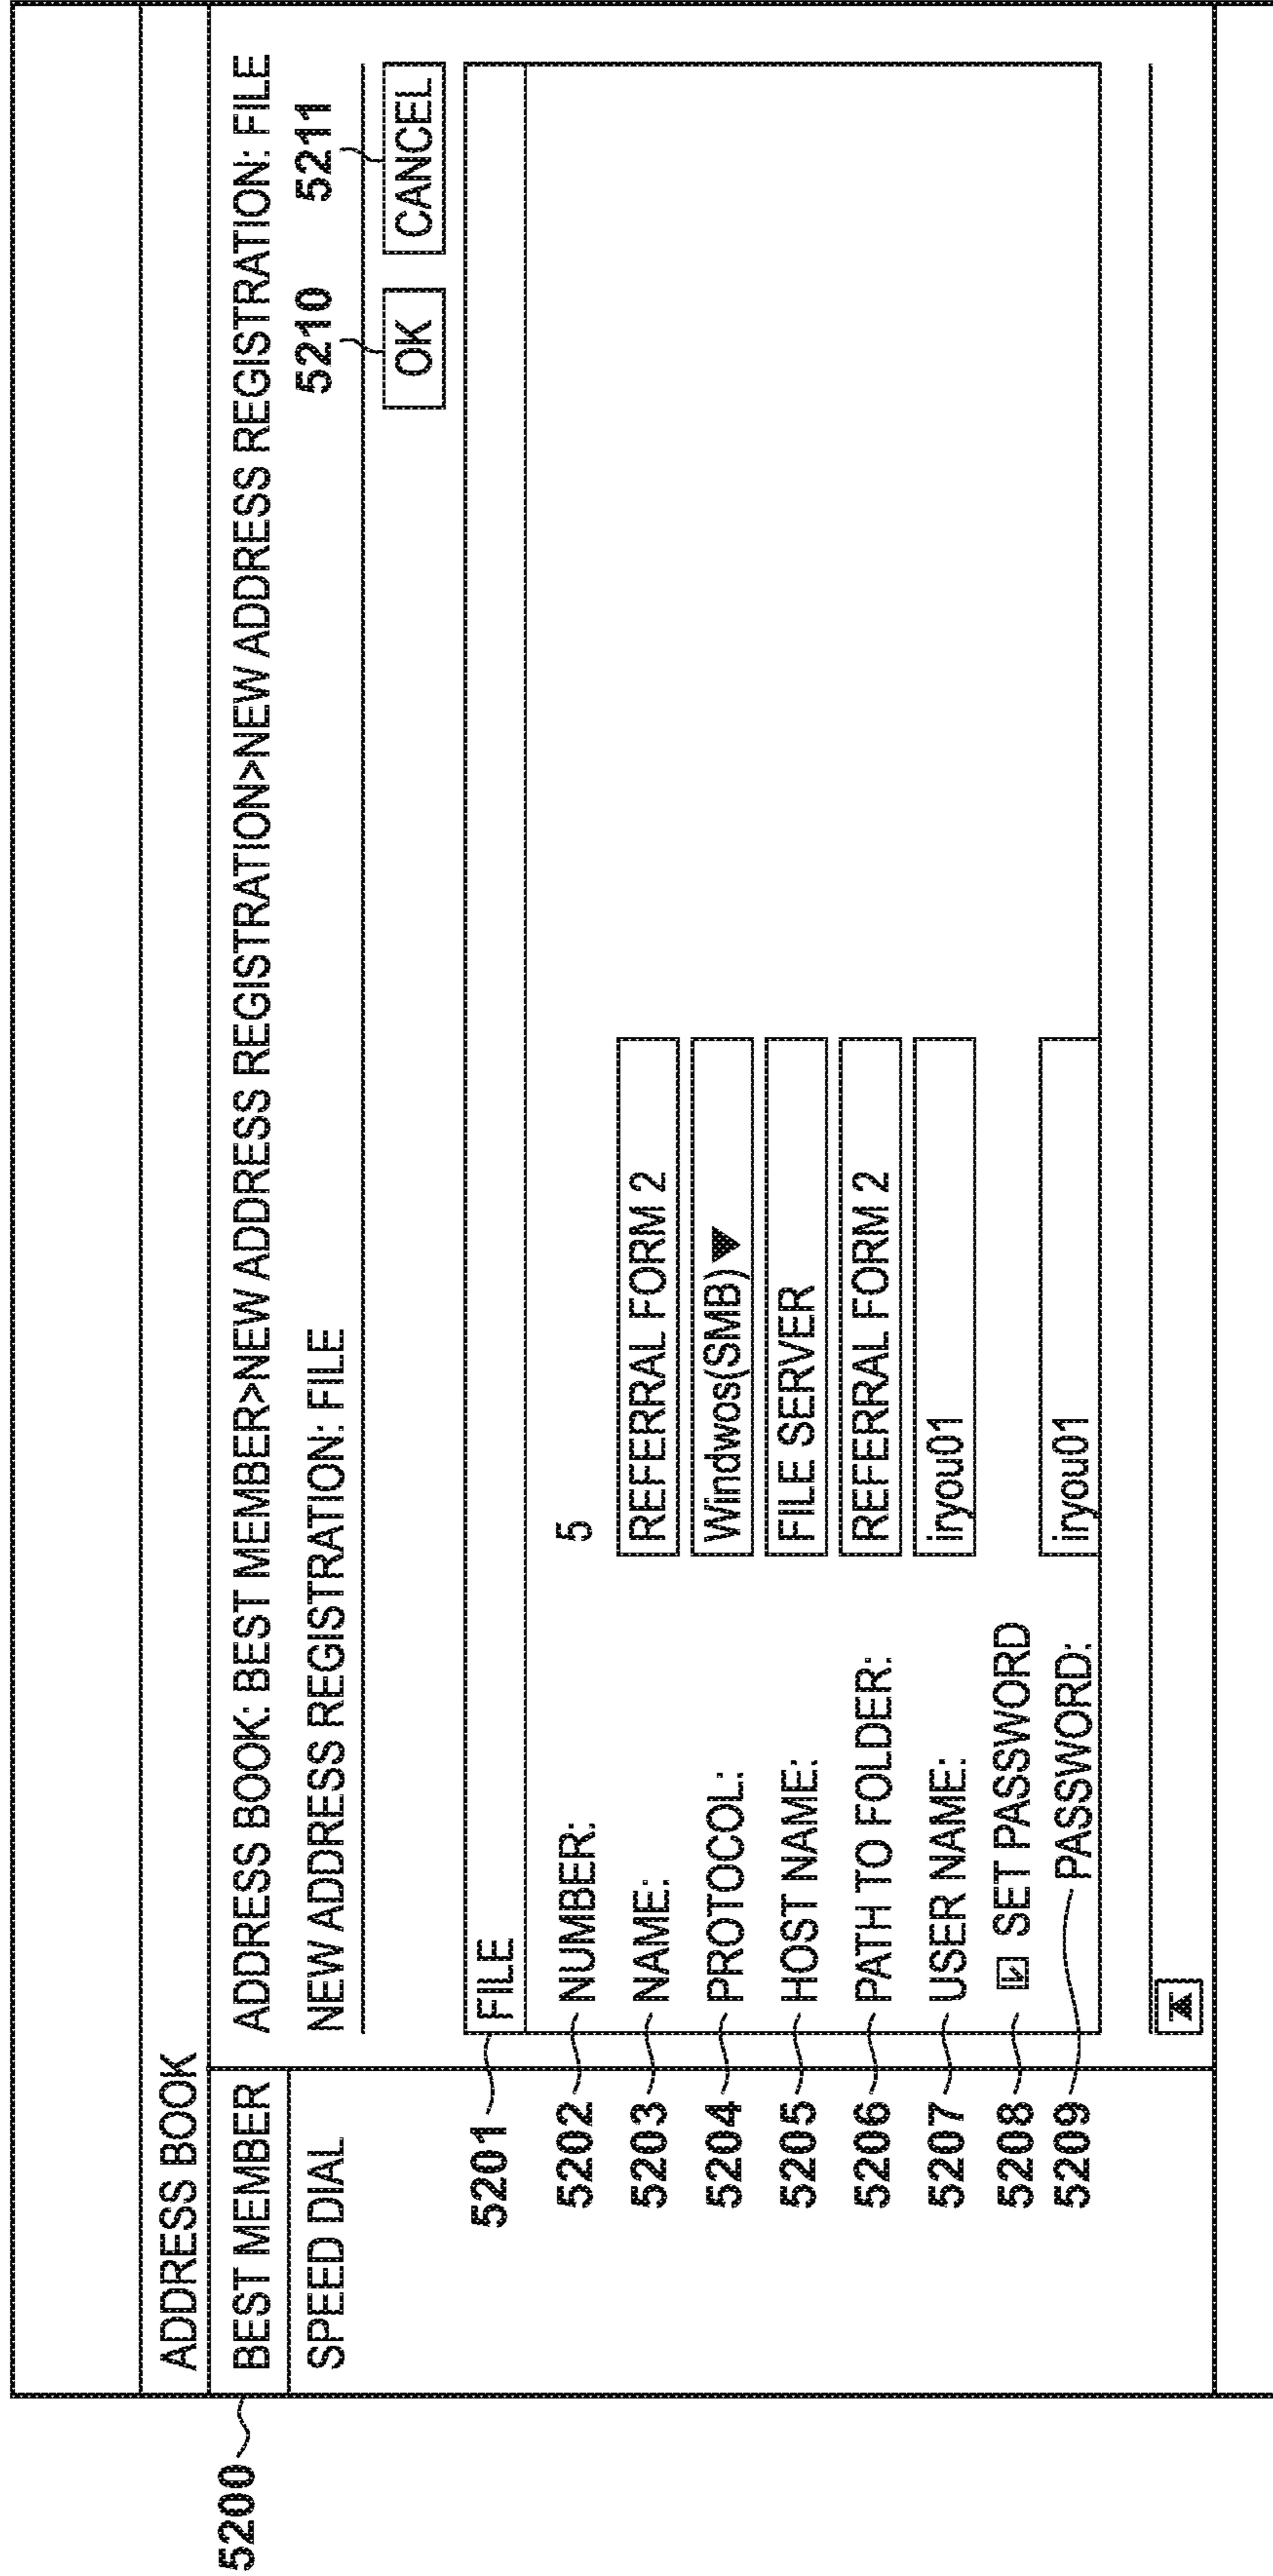 ADDRESS BOOK
5200
BEST MEMBER
SPEED DIAL
ADDRESS BOOK: BEST MEMBER>NEW ADDRESS REGISTRATION>NEW ADDRESS REGISTRATION: FILE
NEW ADDRESS REGISTRATION: FILE
5210 5211
OK CANCEL
5201 FILE
5202 NUMBER: 5
5203 NAME: REFERRAL FORM 2
5204 PROTOCOL: Windwos(SMB)▼
5205 HOST NAME: FILE SERVER
5206 PATH TO FOLDER: REFERRAL FORM 2
5207 USER NAME: iryou01
5208 SET PASSWORD
5209 PASSWORD: iryou01